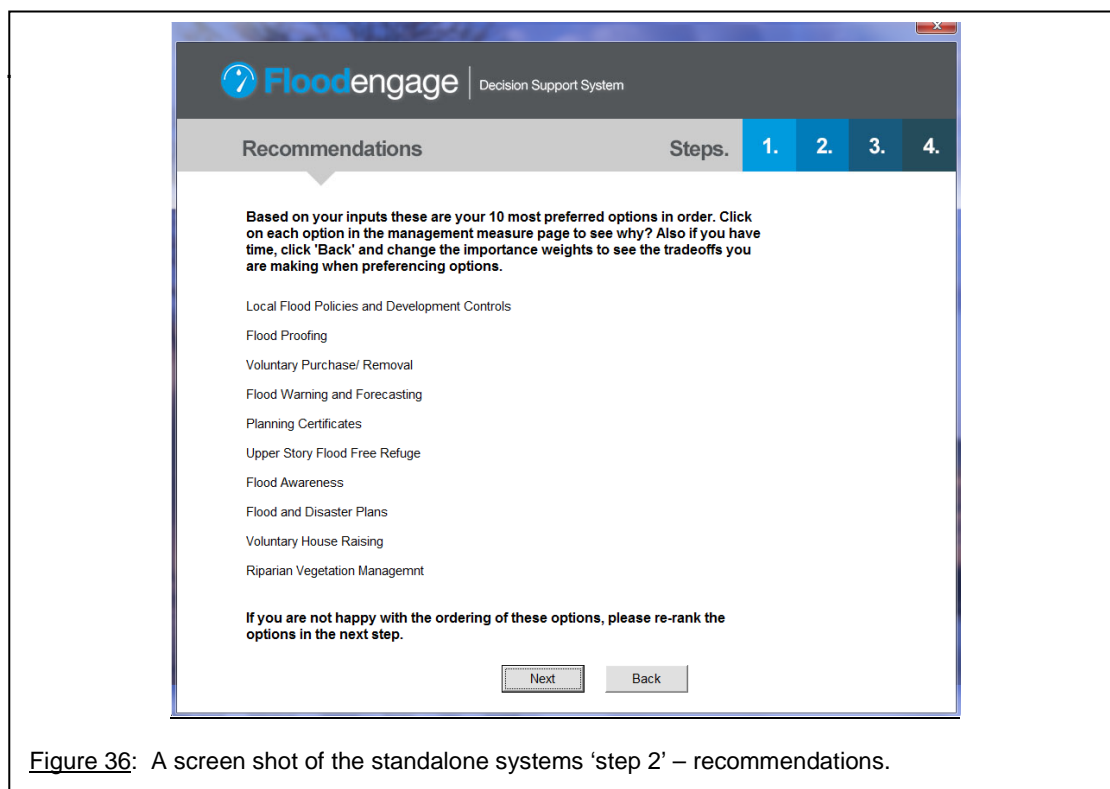 x
Floodengage Decision Support System
Recommendations Steps. 1. 2. 3. 4.
Based on your inputs these are your 10 most preferred options in order. Click
on each option in the management measure page to see why? Also if you have
time, click 'Back' and change the importance weights to see the tradeoffs you
are making when preferencing options.
Local Flood Policies and Development Controls
Flood Proofing
Voluntary Purchase/ Removal
Flood Warning and Forecasting
Planning Certificates
Upper Story Flood Free Refuge
Flood Awareness
Flood and Disaster Plans
Voluntary House Raising
Riparian Vegetation Managemnt
If you are not happy with the ordering of these options, please re-rank the
options in the next step.
Next Back
Figure 36: A screen shot of the standalone systems ‘step 2’ – recommendations.